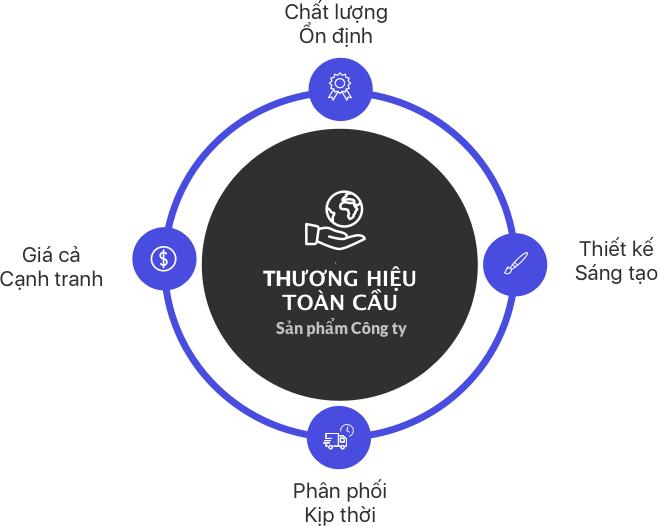 Chất lượng
Ổn định
Giá cả
Cạnh tranh
$
THƯƠNG HIỆU
TOÀN CẦU
Sản phẩm Công ty
Thiết kế
Sáng tạo
Phân phối
Kịp thời